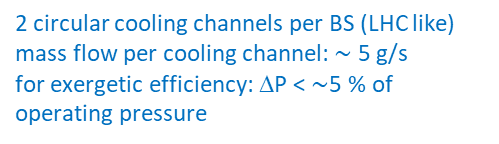 2 circular cooling channels per BS (LHC like)
mass flow per cooling channel: ~ 5 g/s
for exergetic efficiency: ΔP < ~5 % of
operating pressure